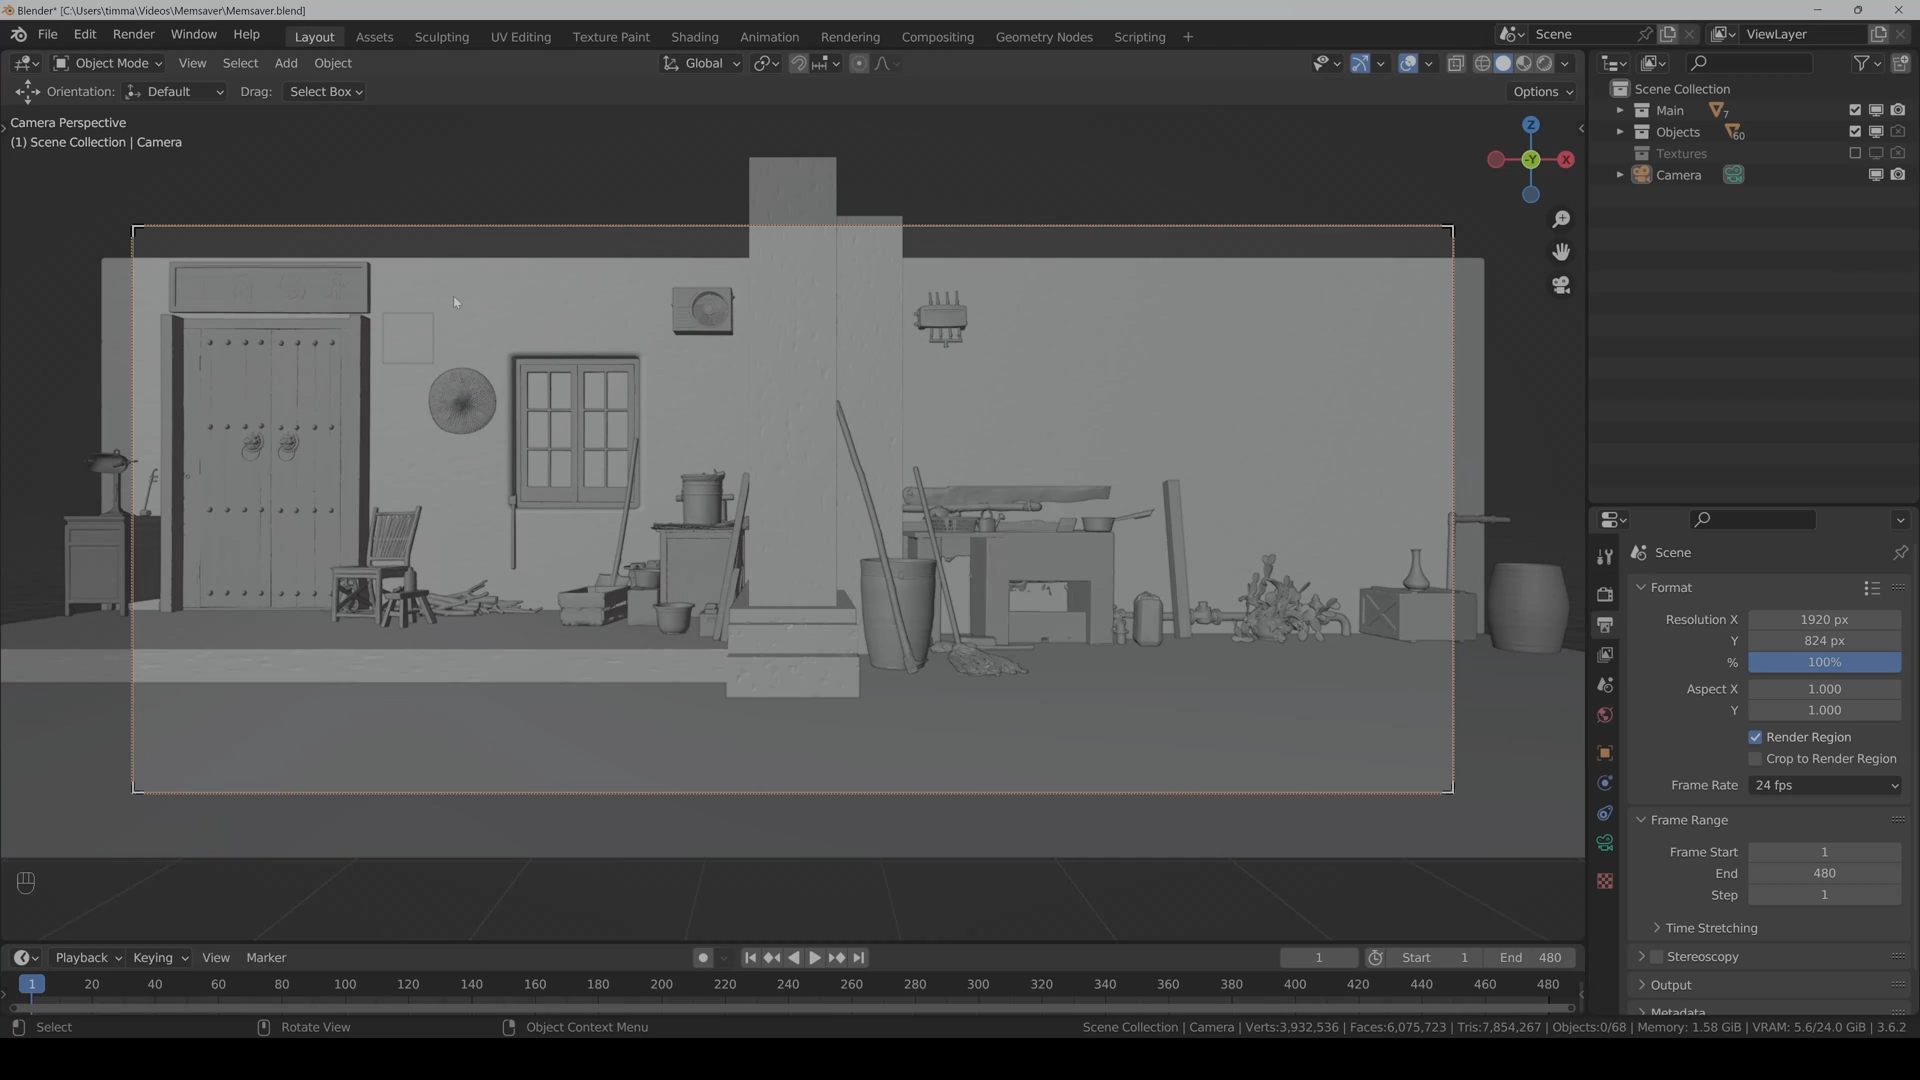 Blender* [C:\Users\timma\Videos\Memsaver\Memsaver.blend]
File Edit Render Window Help
Layout Assets Sculpting UV Editing Texture Paint Shading Animation Rendering Compositing Geometry Nodes Scripting +
Scene
ViewLayer
Object Mode View Select Add Object
Global
Orientation: Default Drag: Select Box
Options
Camera Perspective
(1) Scene Collection | Camera
Z
-Y
X
Scene Collection
Main 7
Objects 60
Textures
Camera
Scene
Format
Resolution X 1920 px
Y 824 px
% 100%
Aspect X 1.000
Y 1.000
Render Region
Crop to Render Region
Frame Rate 24 fps
Frame Range
Frame Start 1
End 480
Step 1
Time Stretching
Stereoscopy
Output
Metadata
Playback Keying View Marker
1
Start 1 End 480
1 20 40 60 80 100 120 140 160 180 200 220 240 260 280 300 320 340 360 380 400 420 440 460 480
Select Rotate View Object Context Menu
Scene Collection | Camera | Verts:3,932,536 | Faces:6,075,723 | Tris:7,854,267 | Objects:0/68 | Memory: 1.58 GiB | VRAM: 5.6/24.0 GiB | 3.6.2